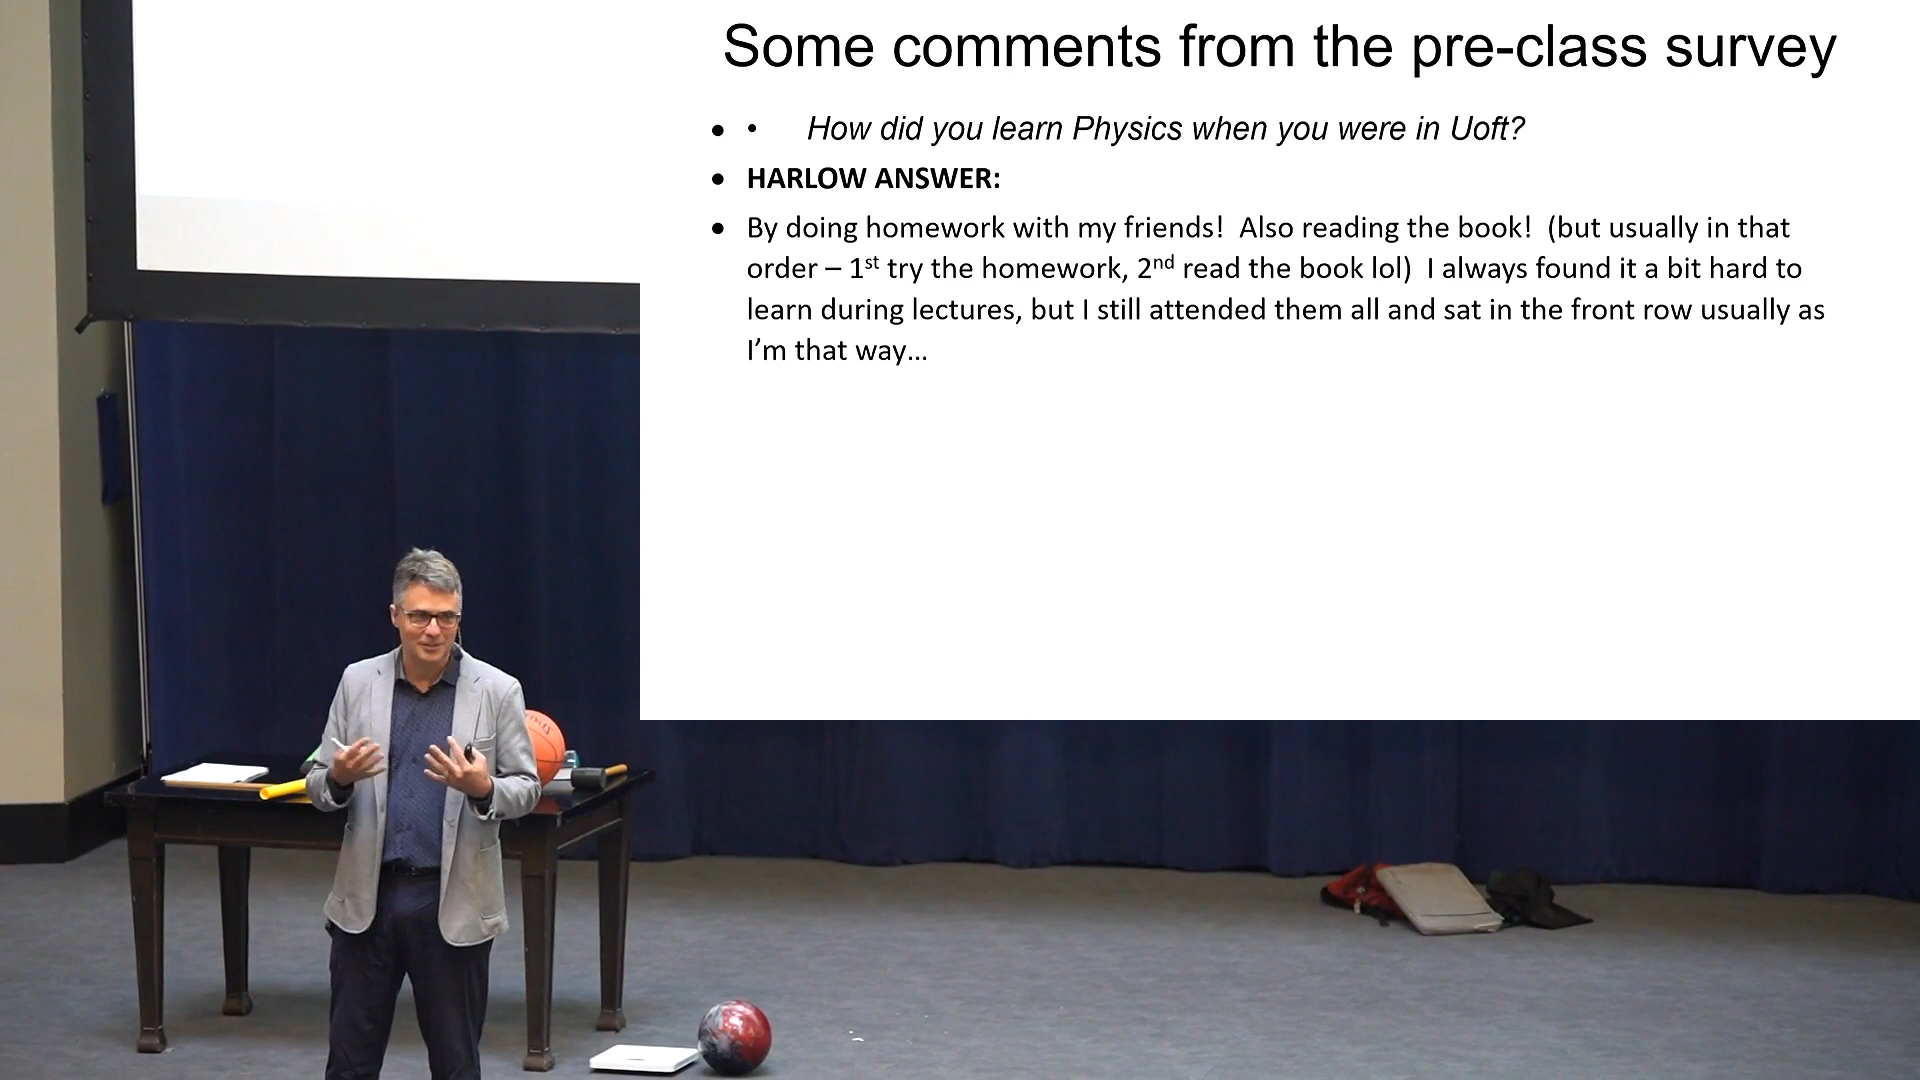 Some comments from the pre-class survey
• • How did you learn Physics when you were in Uoft?
• HARLOW ANSWER:
• By doing homework with my friends!  Also reading the book!  (but usually in that
order – 1st try the homework, 2nd read the book lol)  I always found it a bit hard to
learn during lectures, but I still attended them all and sat in the front row usually as
I’m that way…